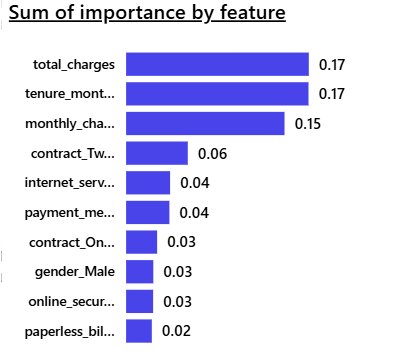 Sum of importance by feature
total_charges 0.17
tenure_mont... 0.17
monthly_cha... 0.15
contract_Tw... 0.06
internet_serv... 0.04
payment_me... 0.04
contract_On... 0.03
gender_Male 0.03
online_secur... 0.03
paperless_bil... 0.02